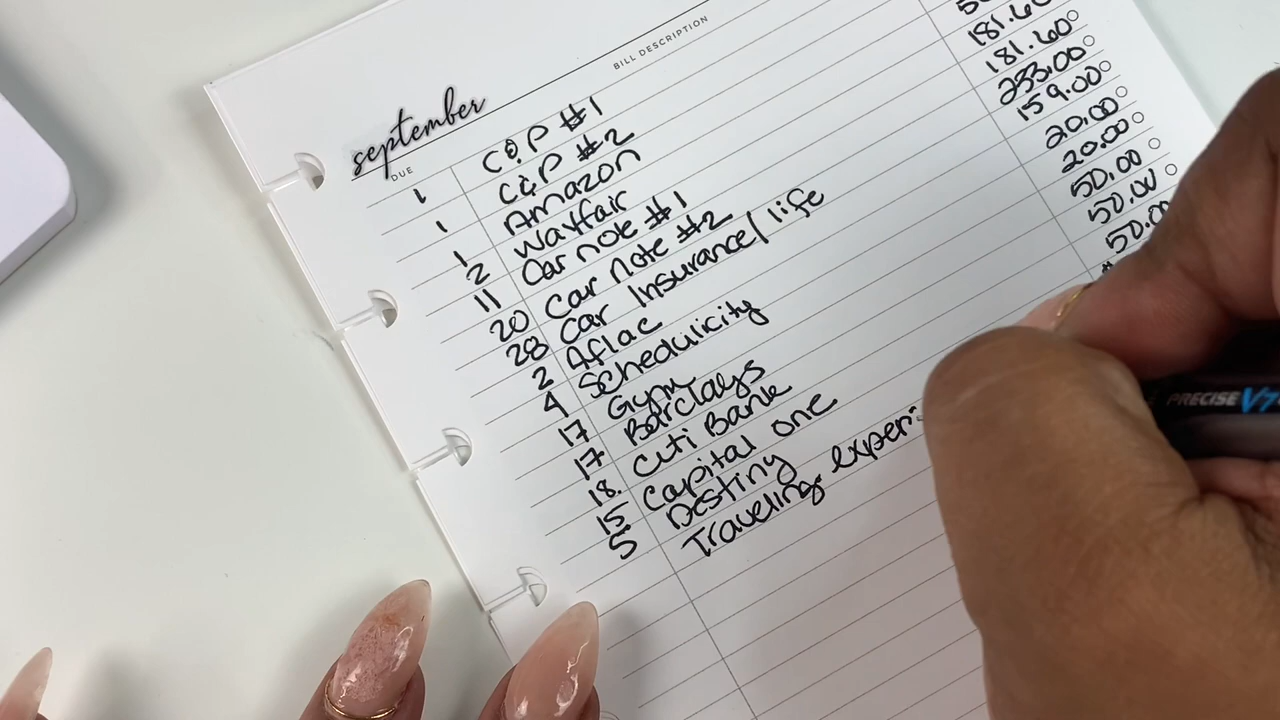 september
DUE BILL DESCRIPTION
1 C&P #1
1 C&P #2
1 Amazon
2 Wayfair
11 Car note #1
20 Car note #2
28 Car Insurance/life
2 Aflac
4 Schedulicity
17 Gym
17 Barclays
18. Citi Bank
15 Capital one
5 Destiny
Traveling experi
181.60
181.60
233.00
159.00
20.00
20.00
50.00
50.00
50.00
PRECISE V7